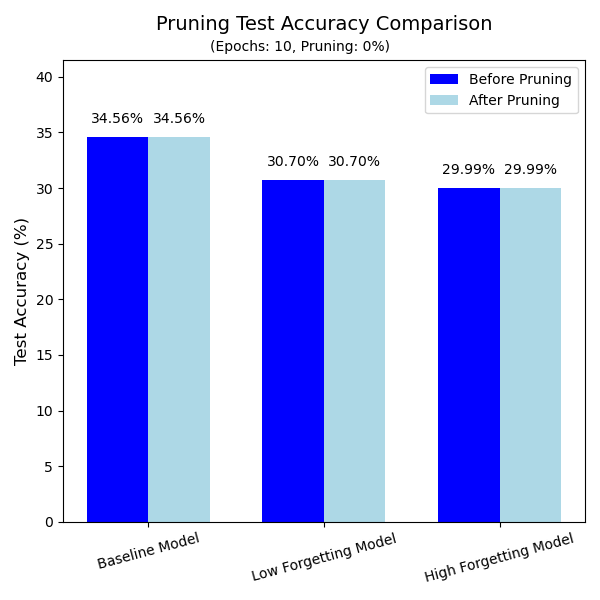 Pruning Test Accuracy Comparison
(Epochs: 10, Pruning: 0%)
Before Pruning
After Pruning
Test Accuracy (%)
40
35
30
25
20
15
10
5
0
34.56% 34.56%
30.70% 30.70%
29.99% 29.99%
Baseline Model
Low Forgetting Model
High Forgetting Model